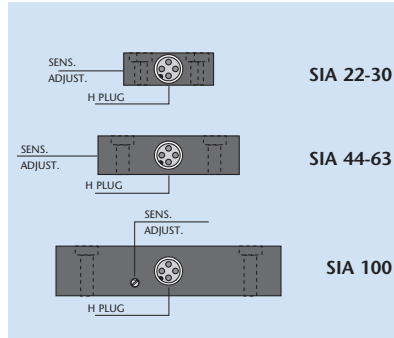 SENS.
ADJUST.
H PLUG
SIA 22-30
SENS.
ADJUST.
H PLUG
SIA 44-63
SENS.
ADJUST.
H PLUG
SIA 100